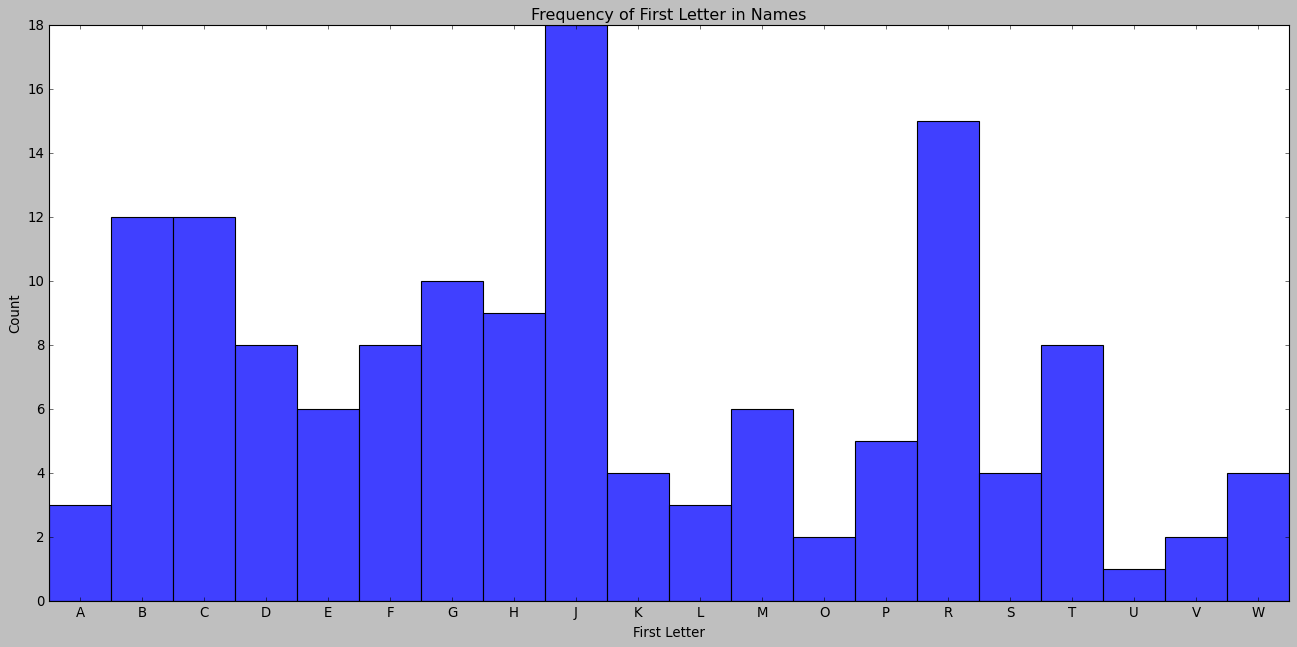 Frequency of First Letter in Names
18
16
14
12
10
8
6
4
2
0
Count
A B C D E F G H J K L M O P R S T U V W
First Letter